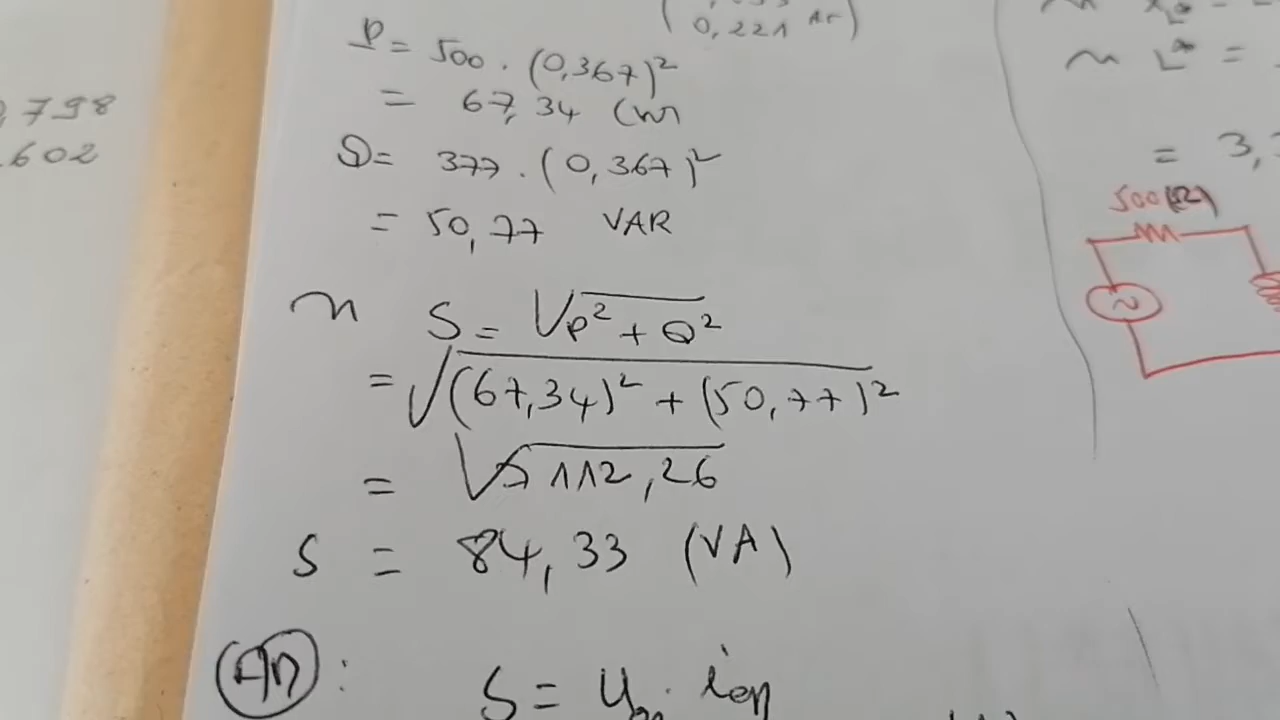 ,798
602
0,221
P = 500 . (0,367)²
= 67,34 (W)
Q = 377 . (0,367)²
= 50,77 VAR
S = √P² + Q²
= √(67,34)² + (50,77)²
= √7112,26
S = 84,33 (VA)
S =
L* =
= 3,
500(Ω)
~